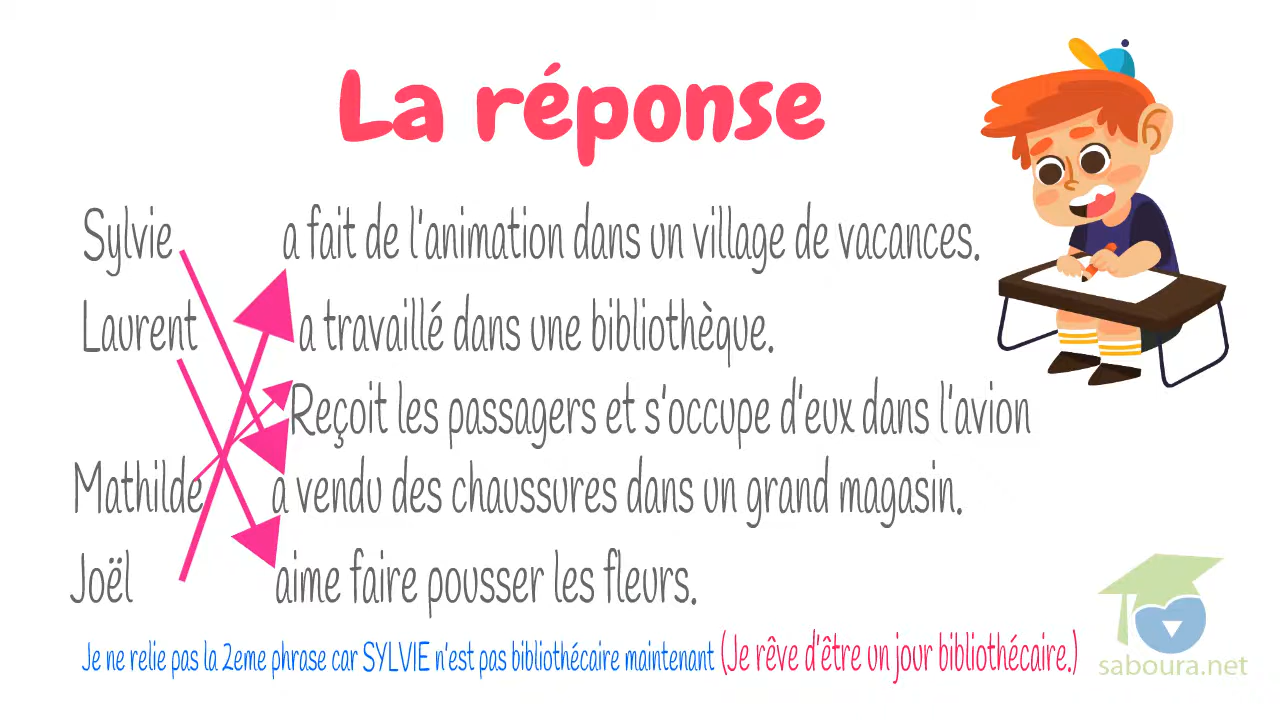 La réponse
Sylvie a fait de l'animation dans un village de vacances.
Laurent a travaillé dans une bibliothèque.
Reçoit les passagers et s'occupe d'eux dans l'avion
Mathilde a vendu des chaussures dans un grand magasin.
Joël aime faire pousser les fleurs.
Je ne relie pas la 2eme phrase car SYLVIE n'est pas bibliothécaire maintenant (Je rêve d'être un jour bibliothécaire.)
saboura.net